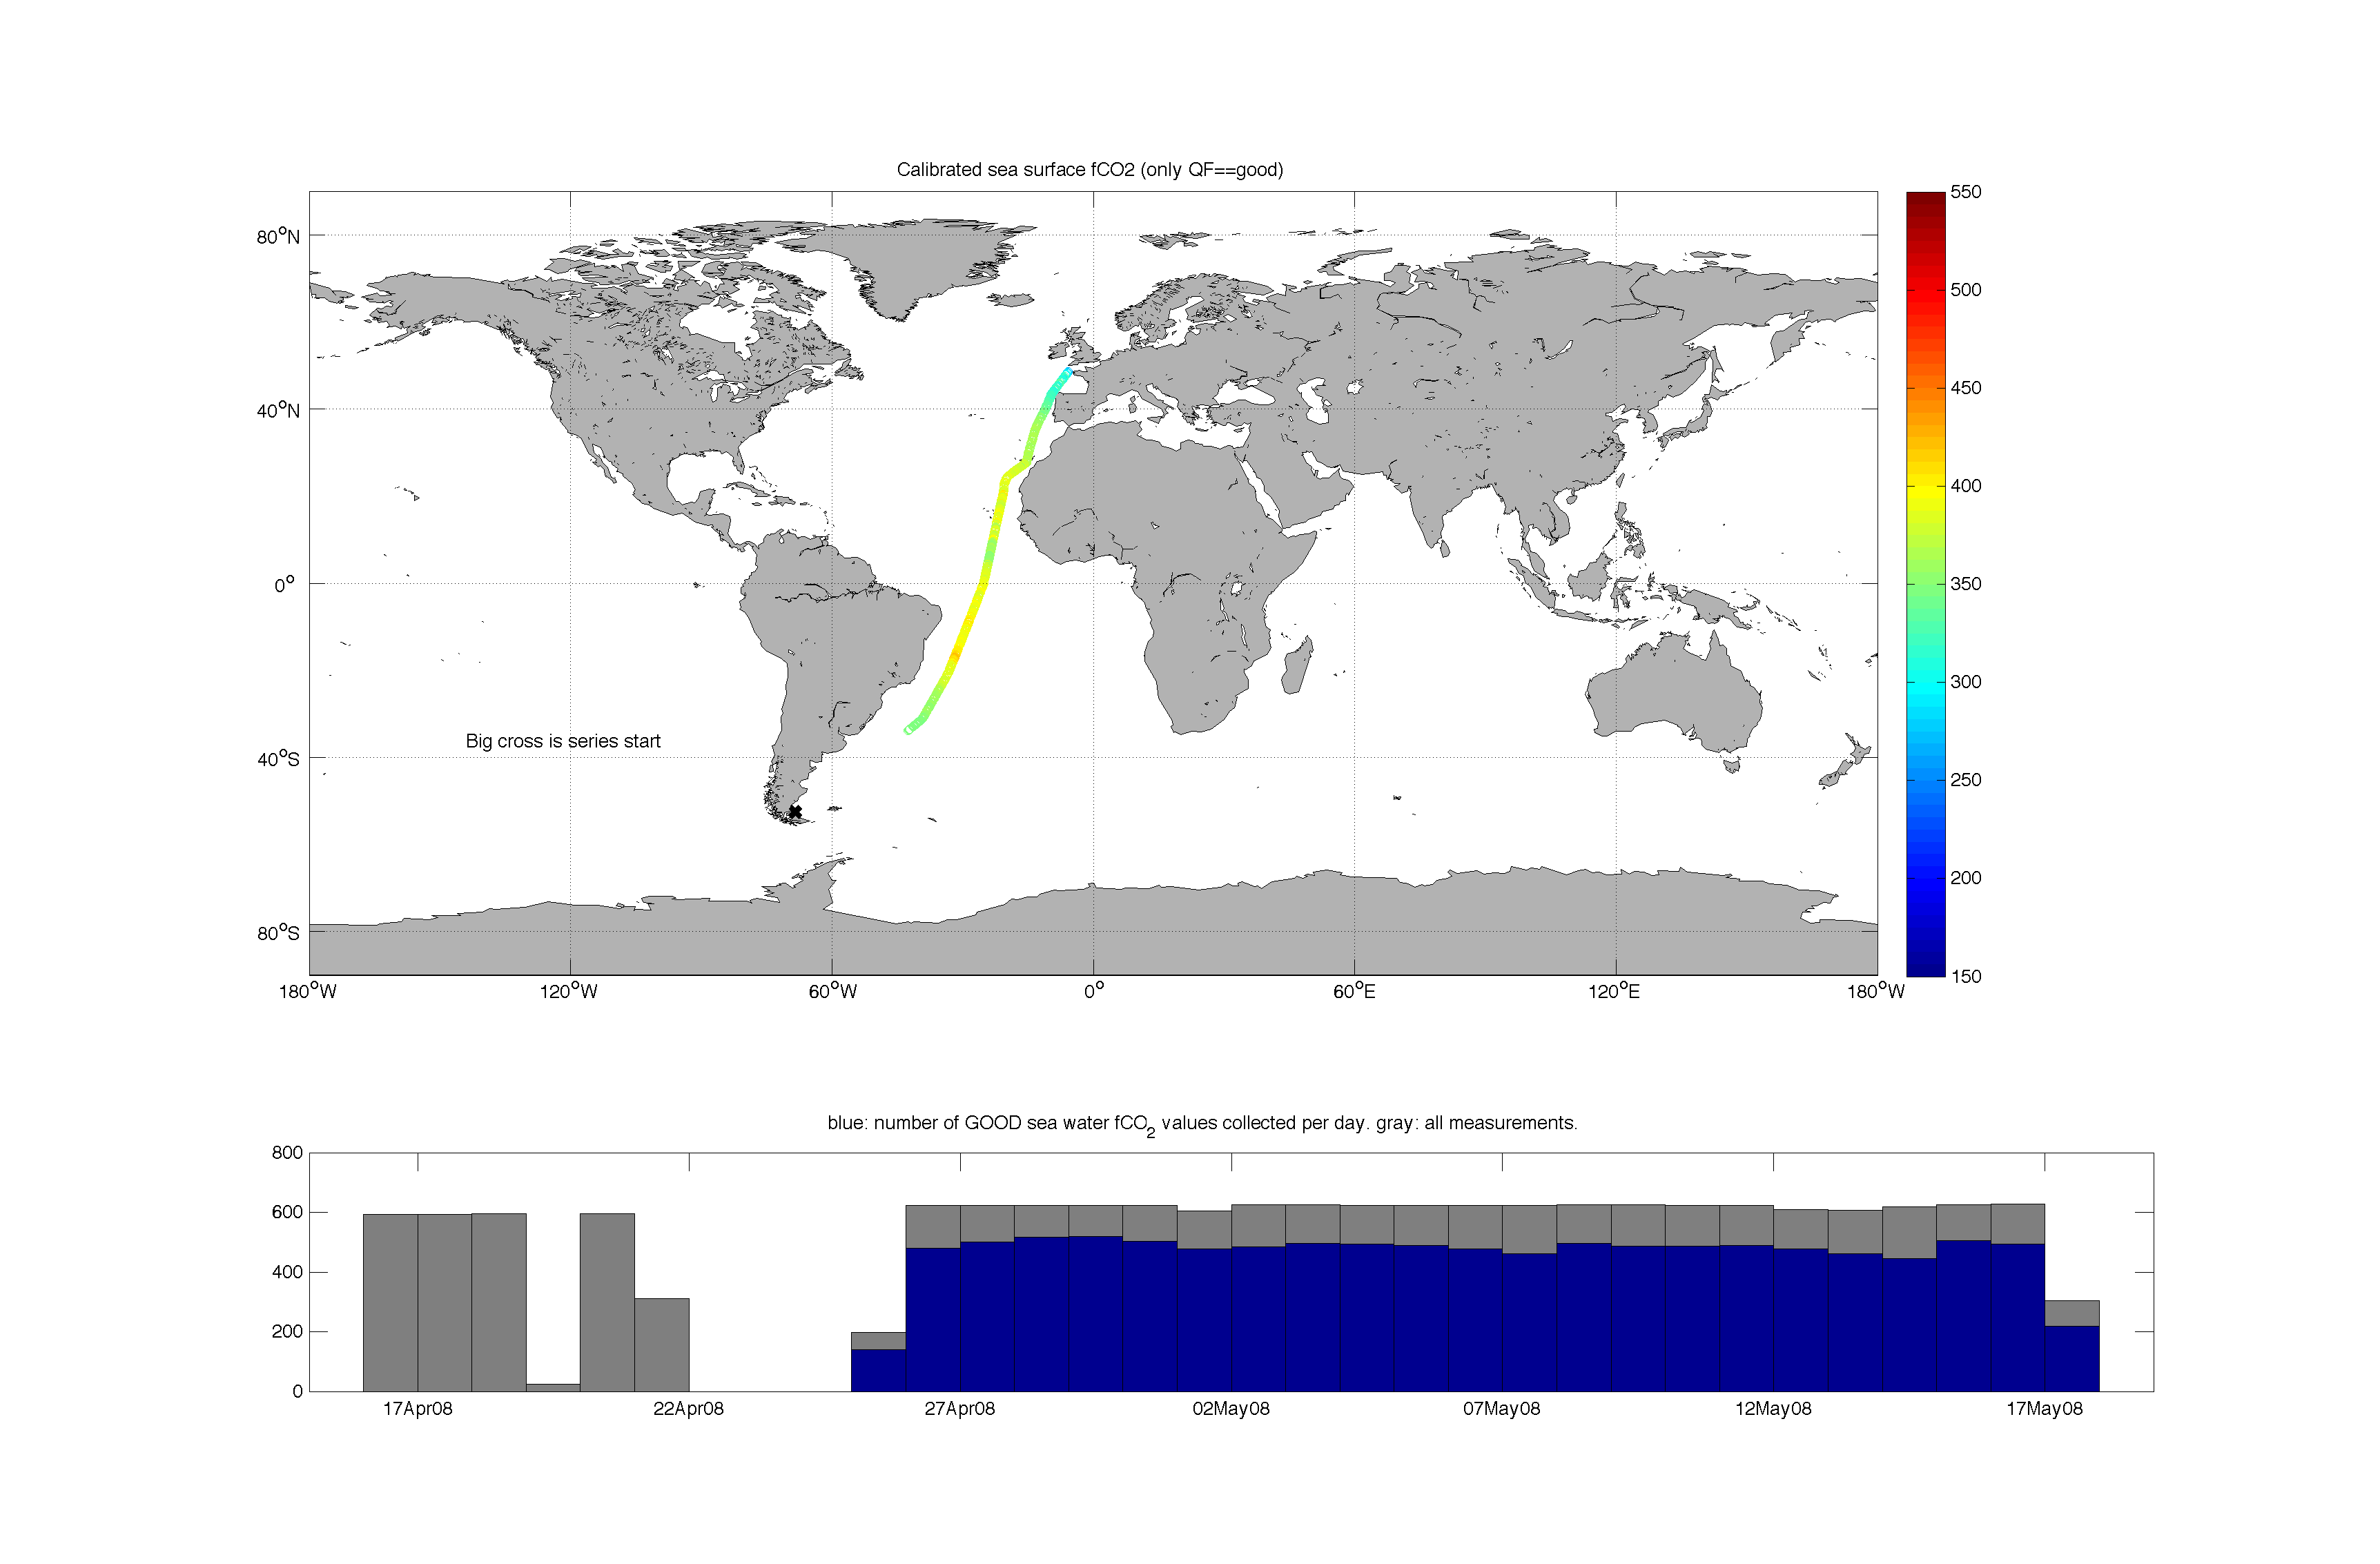 Calibrated sea surface fCO2 (only QF==good)
80°N
40°N
0°
40°S
80°S
180°W 120°W 60°W 0° 60°E 120°E 180°W
Big cross is series start
550
500
450
400
350
300
250
200
150
blue: number of GOOD sea water fCO₂ values collected per day. gray: all measurements.
800
600
400
200
0
17Apr08 22Apr08 27Apr08 02May08 07May08 12May08 17May08